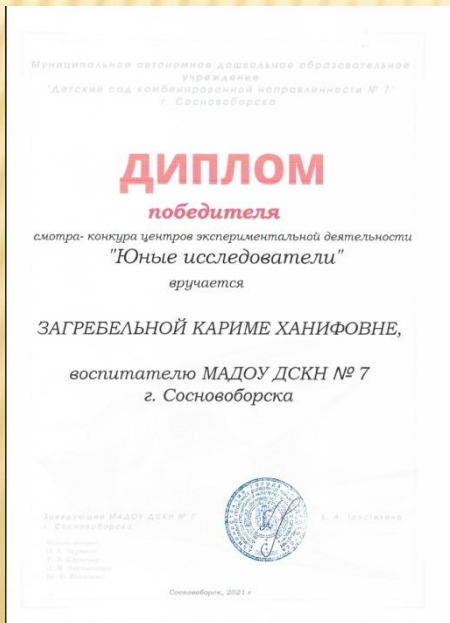 Муниципальное автономное дошкольное образовательное
учреждение
"Детский сад комбинированной направленности № 7"
г. Сосновоборска
ДИПЛОМ
победителя
смотра- конкура центров экспериментальной деятельности
"Юные исследователи"
вручается
ЗАГРЕБЕЛЬНОЙ КАРИМЕ ХАНИФОВНЕ,
воспитателю МАДОУ ДСКН № 7
г. Сосновоборска
Заведующий МАДОУ ДСКН № 7
г. Сосновоборска
Сосновоборск, 2021 г